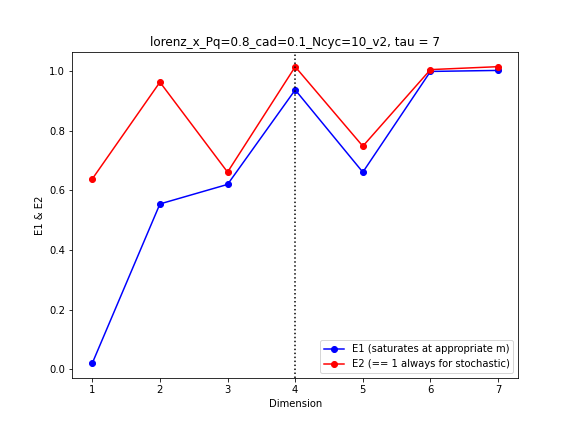 lorenz_x_Pq=0.8_cad=0.1_Ncyc=10_v2, tau = 7
E1 & E2
1.0
0.8
0.6
0.4
0.2
0.0
E1 (saturates at appropriate m)
E2 (== 1 always for stochastic)
1 2 3 4 5 6 7
Dimension